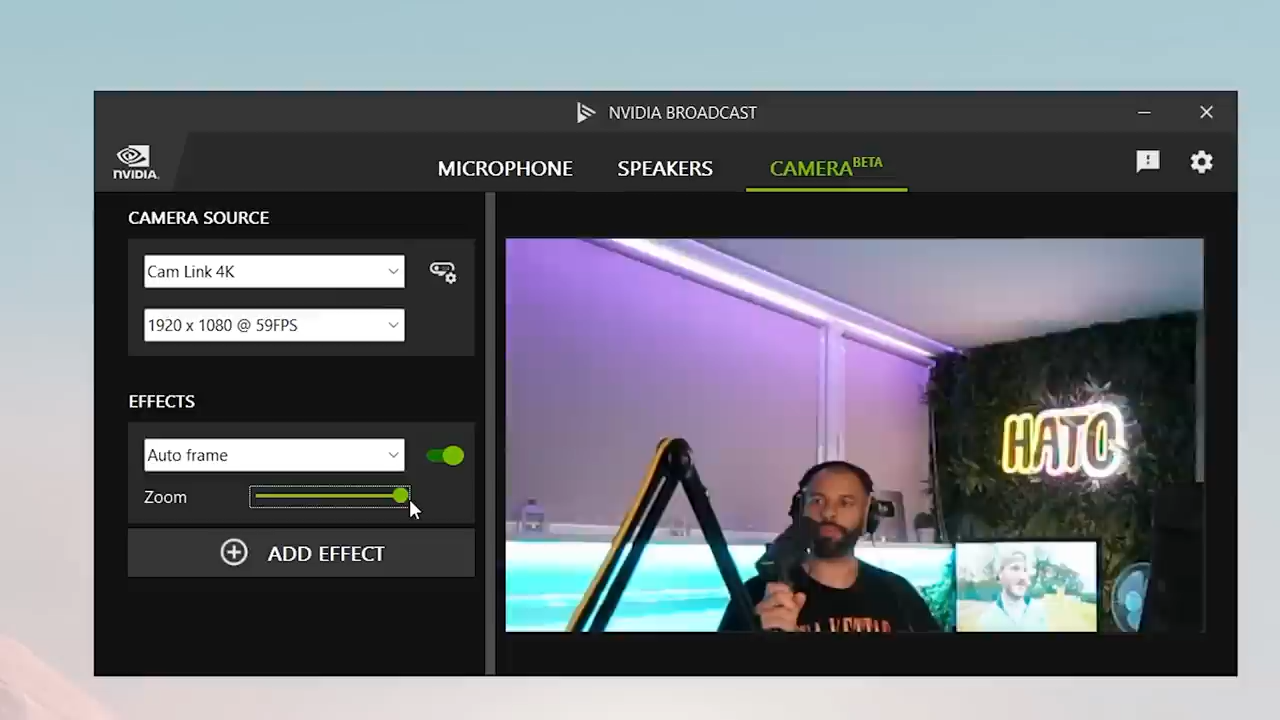 NVIDIA BROADCAST
NVIDIA.
MICROPHONE
SPEAKERS
CAMERA BETA
CAMERA SOURCE
Cam Link 4K
1920 x 1080 @ 59FPS
EFFECTS
Auto frame
Zoom
ADD EFFECT
HATO